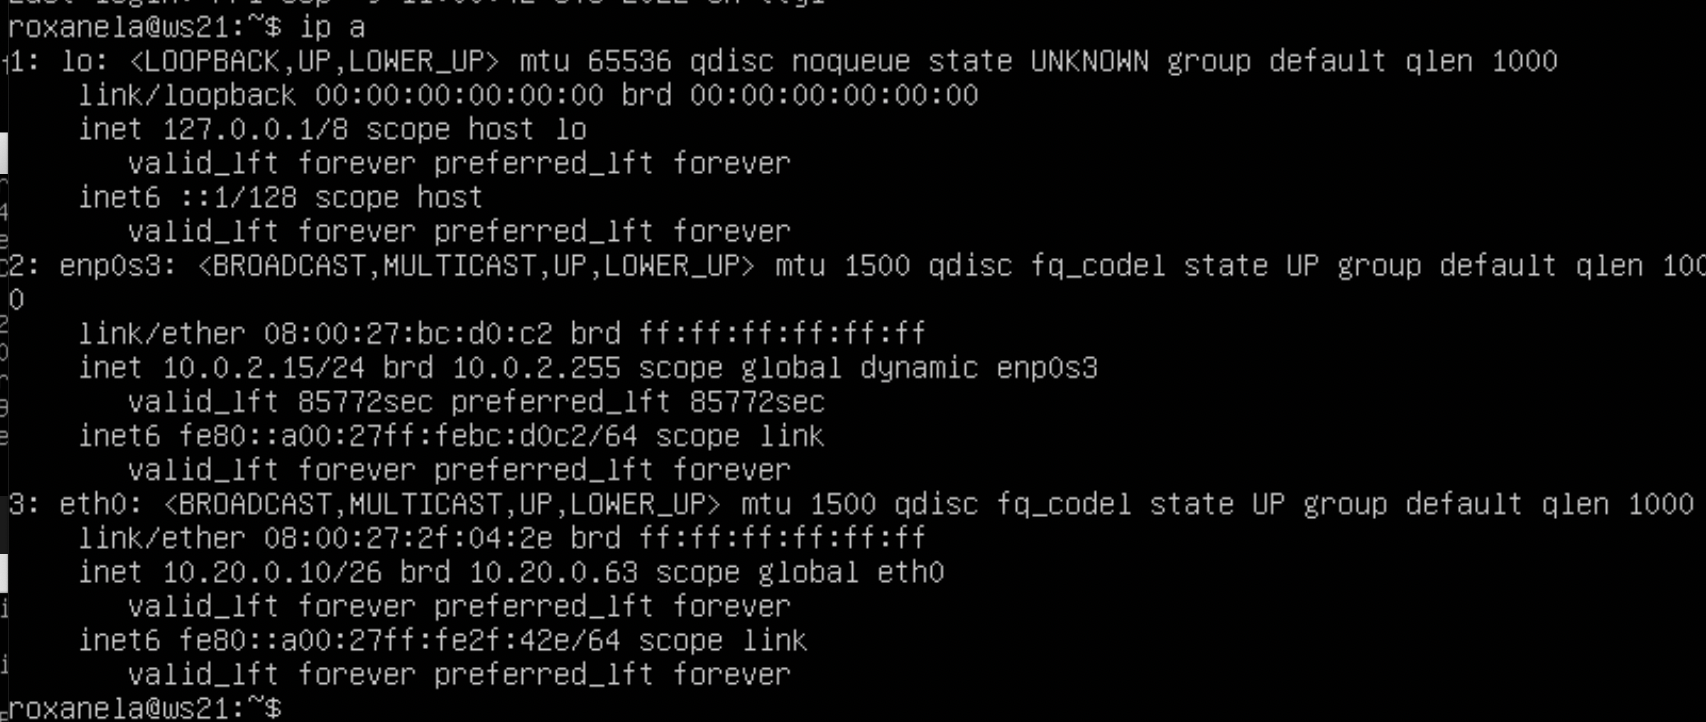 roxanela@ws21:~$ ip a
1: lo: <LOOPBACK,UP,LOWER_UP> mtu 65536 qdisc noqueue state UNKNOWN group default qlen 1000
    link/loopback 00:00:00:00:00:00 brd 00:00:00:00:00:00
    inet 127.0.0.1/8 scope host lo
       valid_lft forever preferred_lft forever
    inet6 ::1/128 scope host
       valid_lft forever preferred_lft forever
2: enp0s3: <BROADCAST,MULTICAST,UP,LOWER_UP> mtu 1500 qdisc fq_codel state UP group default qlen 100
0
    link/ether 08:00:27:bc:d0:c2 brd ff:ff:ff:ff:ff:ff
    inet 10.0.2.15/24 brd 10.0.2.255 scope global dynamic enp0s3
       valid_lft 85772sec preferred_lft 85772sec
    inet6 fe80::a00:27ff:febc:d0c2/64 scope link
       valid_lft forever preferred_lft forever
3: eth0: <BROADCAST,MULTICAST,UP,LOWER_UP> mtu 1500 qdisc fq_codel state UP group default qlen 1000
    link/ether 08:00:27:2f:04:2e brd ff:ff:ff:ff:ff:ff
    inet 10.20.0.10/26 brd 10.20.0.63 scope global eth0
       valid_lft forever preferred_lft forever
    inet6 fe80::a00:27ff:fe2f:42e/64 scope link
       valid_lft forever preferred_lft forever
roxanela@ws21:~$